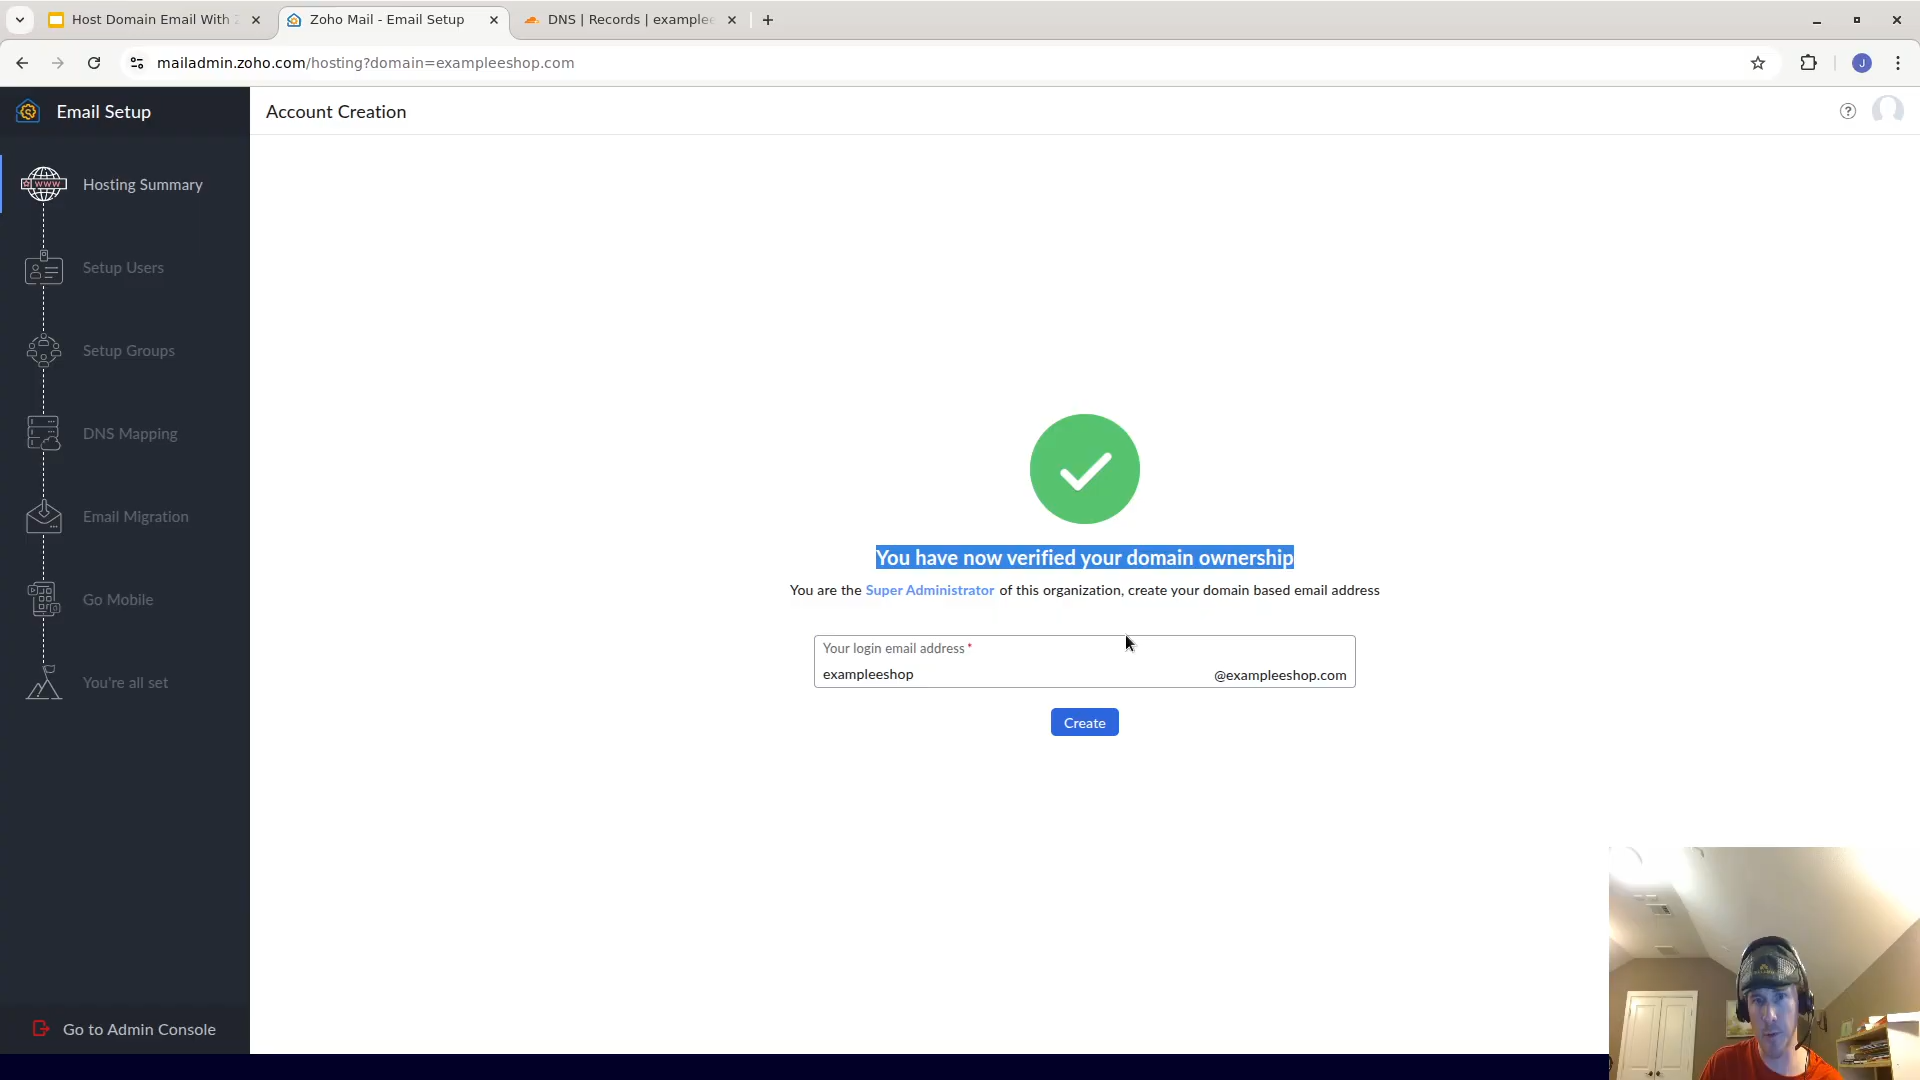 Host Domain Email With
Zoho Mail - Email Setup
DNS | Records | example
mailadmin.zoho.com/hosting?domain=exampleeshop.com
J
Email Setup
Account Creation
www
Hosting Summary
Setup Users
Setup Groups
DNS Mapping
Email Migration
Go Mobile
You're all set
You have now verified your domain ownership
You are the Super Administrator of this organization, create your domain based email address
Your login email address *
exampleeshop
@exampleeshop.com
Create
Go to Admin Console